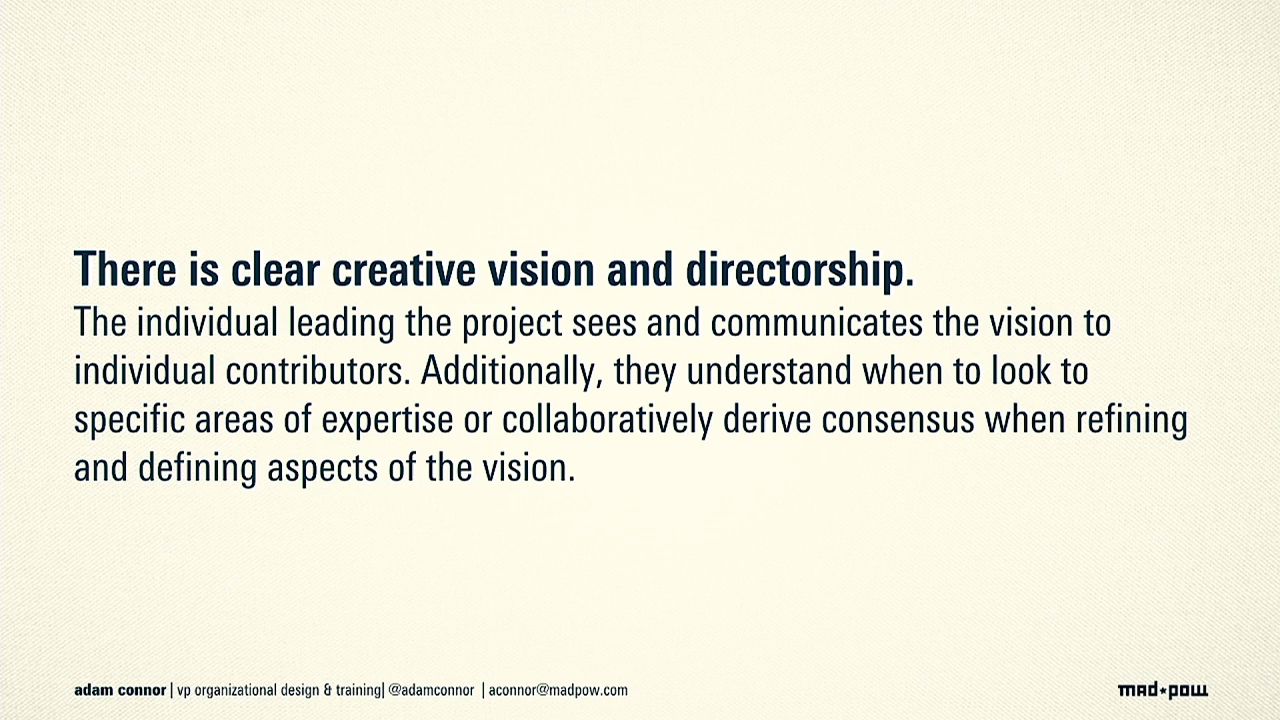 There is clear creative vision and directorship.
The individual leading the project sees and communicates the vision to
individual contributors. Additionally, they understand when to look to
specific areas of expertise or collaboratively derive consensus when refining
and defining aspects of the vision.
adam connor | vp organizational design & training| @adamconnor | aconnor@madpow.com
mad★pow